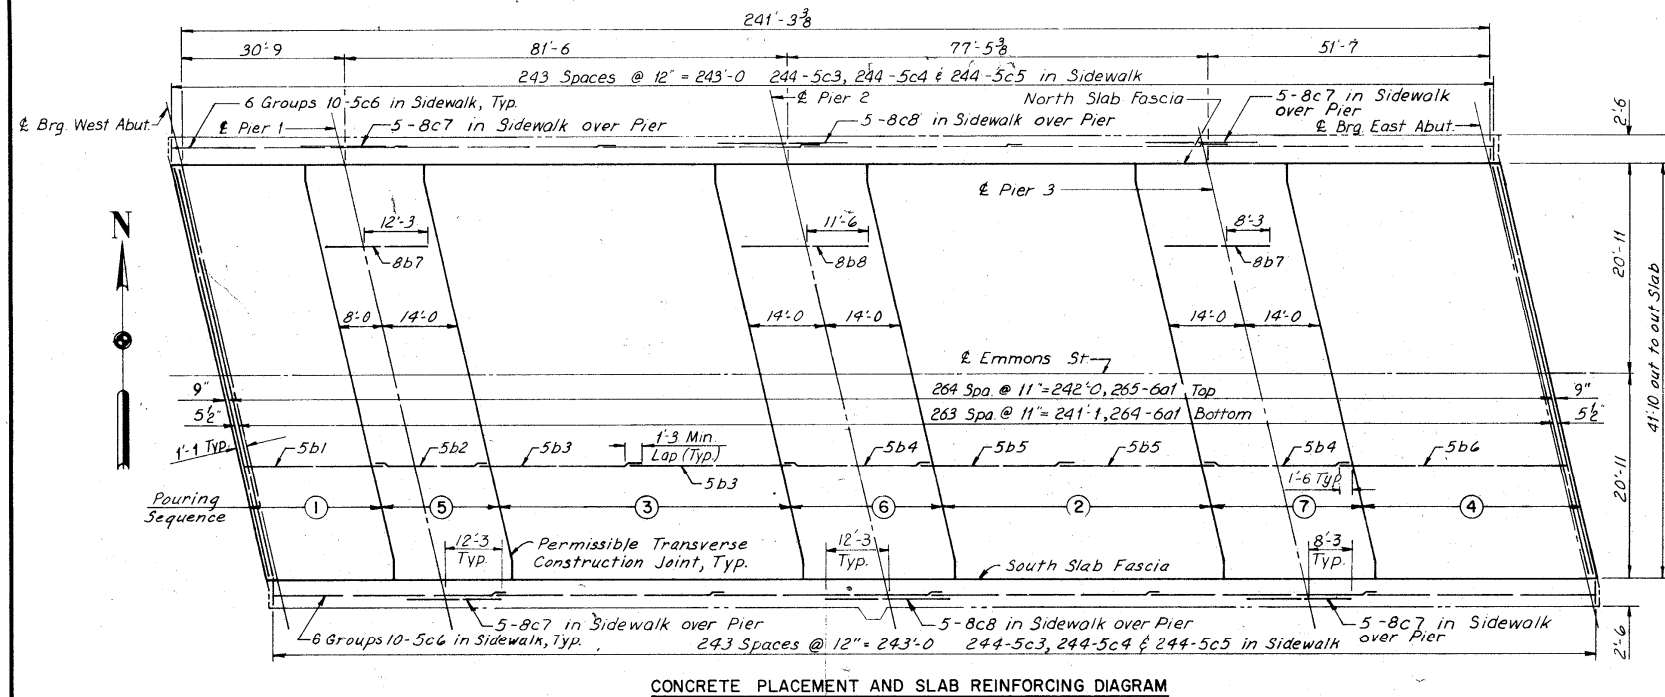 241'-3 3/8
30'-9
81'-6
77'-5 3/8
51'-7
243 Spaces @ 12" = 243'-0 244-5c3, 244-5c4 & 244-5c5 in Sidewalk
6 Groups 10-5c6 in Sidewalk, Typ.
℄ Pier 2
North Slab Fascia
5-8c7 in Sidewalk
over Pier
2'-6
℄ Brg. West Abut.
℄ Pier 1
5-8c7 in Sidewalk over Pier
5-8c8 in Sidewalk over Pier
℄ Brg. East Abut.
℄ Pier 3
N
12'-3
11'-6
8'-3
8b7
8b8
8b7
20'-11
41'-10 out to out Slab
8'-0
14'-0
14'-0
14'-0
14'-0
14'-0
℄ Emmons St.
9"
264 Spa. @ 11"=242'-0, 265-6a1 Top
9"
5½"
263 Spa. @ 11"=241'-1, 264-6a1 Bottom
5½"
1'-1 Typ.
5b1
5b2
5b3
1'-3 Min.
Lap (Typ.)
5b3
5b4
5b5
5b5
5b4
5b6
1'-6 Typ.
20'-11
Pouring
Sequence
1
5
3
6
2
7
4
12'-3
Typ.
Permissible Transverse
Construction Joint, Typ.
12'-3
Typ.
South Slab Fascia
8'-3
Typ.
5-8c7 in Sidewalk over Pier
5-8c8 in Sidewalk over Pier
5-8c7 in Sidewalk
over Pier
6 Groups 10-5c6 in Sidewalk, Typ.
243 Spaces @ 12" = 243'-0 244-5c3, 244-5c4 & 244-5c5 in Sidewalk
2'-6
CONCRETE PLACEMENT AND SLAB REINFORCING DIAGRAM